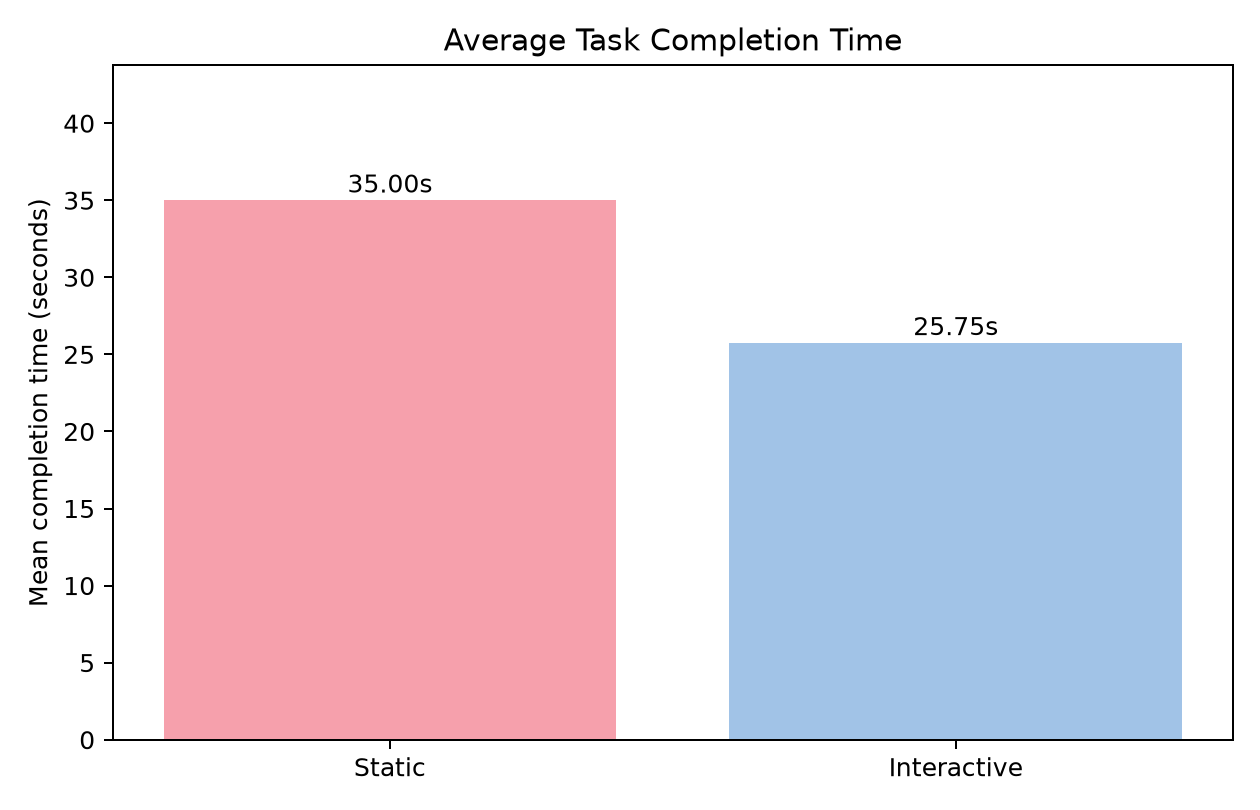 Average Task Completion Time
Mean completion time (seconds)
40
35
30
25
20
15
10
5
0
35.00s
25.75s
Static
Interactive